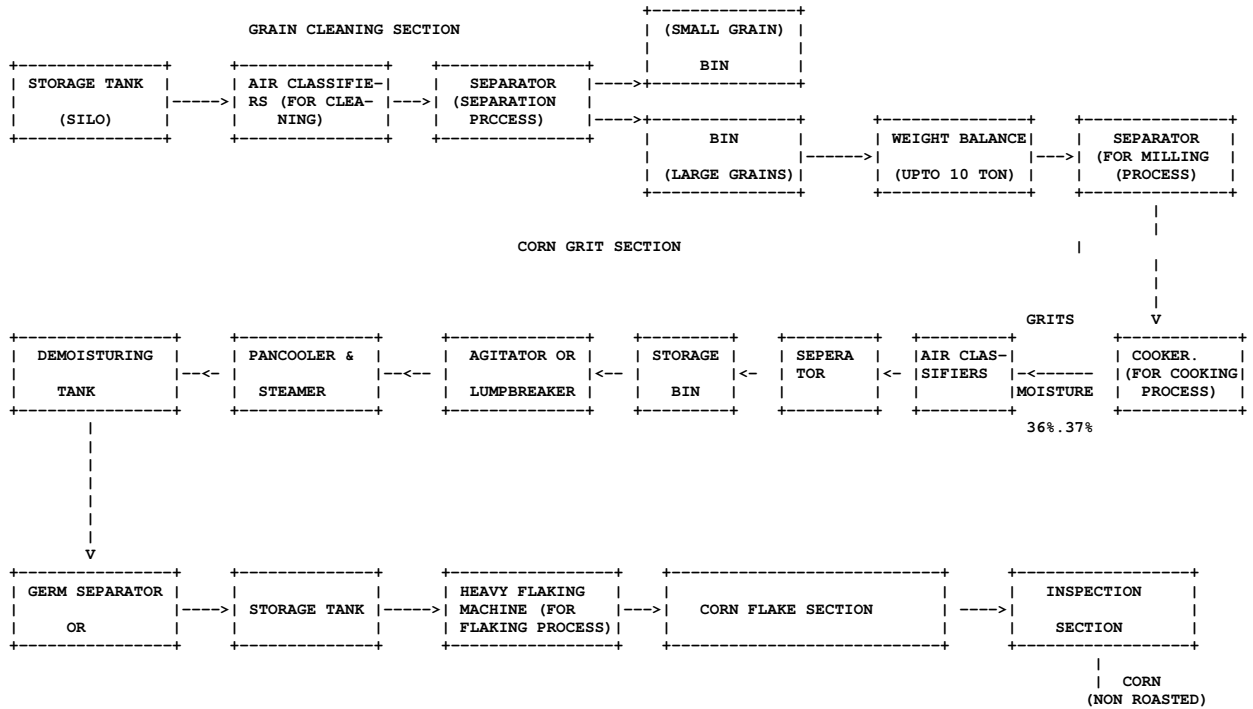 GRAIN CLEANING SECTION
(SMALL GRAIN)
BIN
STORAGE TANK
(SILO)
AIR CLASSIFIE-
RS (FOR CLEA-
NING)
SEPARATOR
(SEPARATION
PRCCESS)
BIN
(LARGE GRAINS)
WEIGHT BALANCE
(UPTO 10 TON)
SEPARATOR
(FOR MILLING
(PROCESS)
CORN GRIT SECTION
DEMOISTURING
TANK
PANCOOLER &
STEAMER
AGITATOR OR
LUMPBREAKER
STORAGE
BIN
SEPERA
TOR
AIR CLAS-
SIFIERS
GRITS
MOISTURE
36%.37%
COOKER.
(FOR COOKING
PROCESS)
GERM SEPARATOR
OR
STORAGE TANK
HEAVY FLAKING
MACHINE (FOR
FLAKING PROCESS)
CORN FLAKE SECTION
INSPECTION
SECTION
CORN
(NON ROASTED)